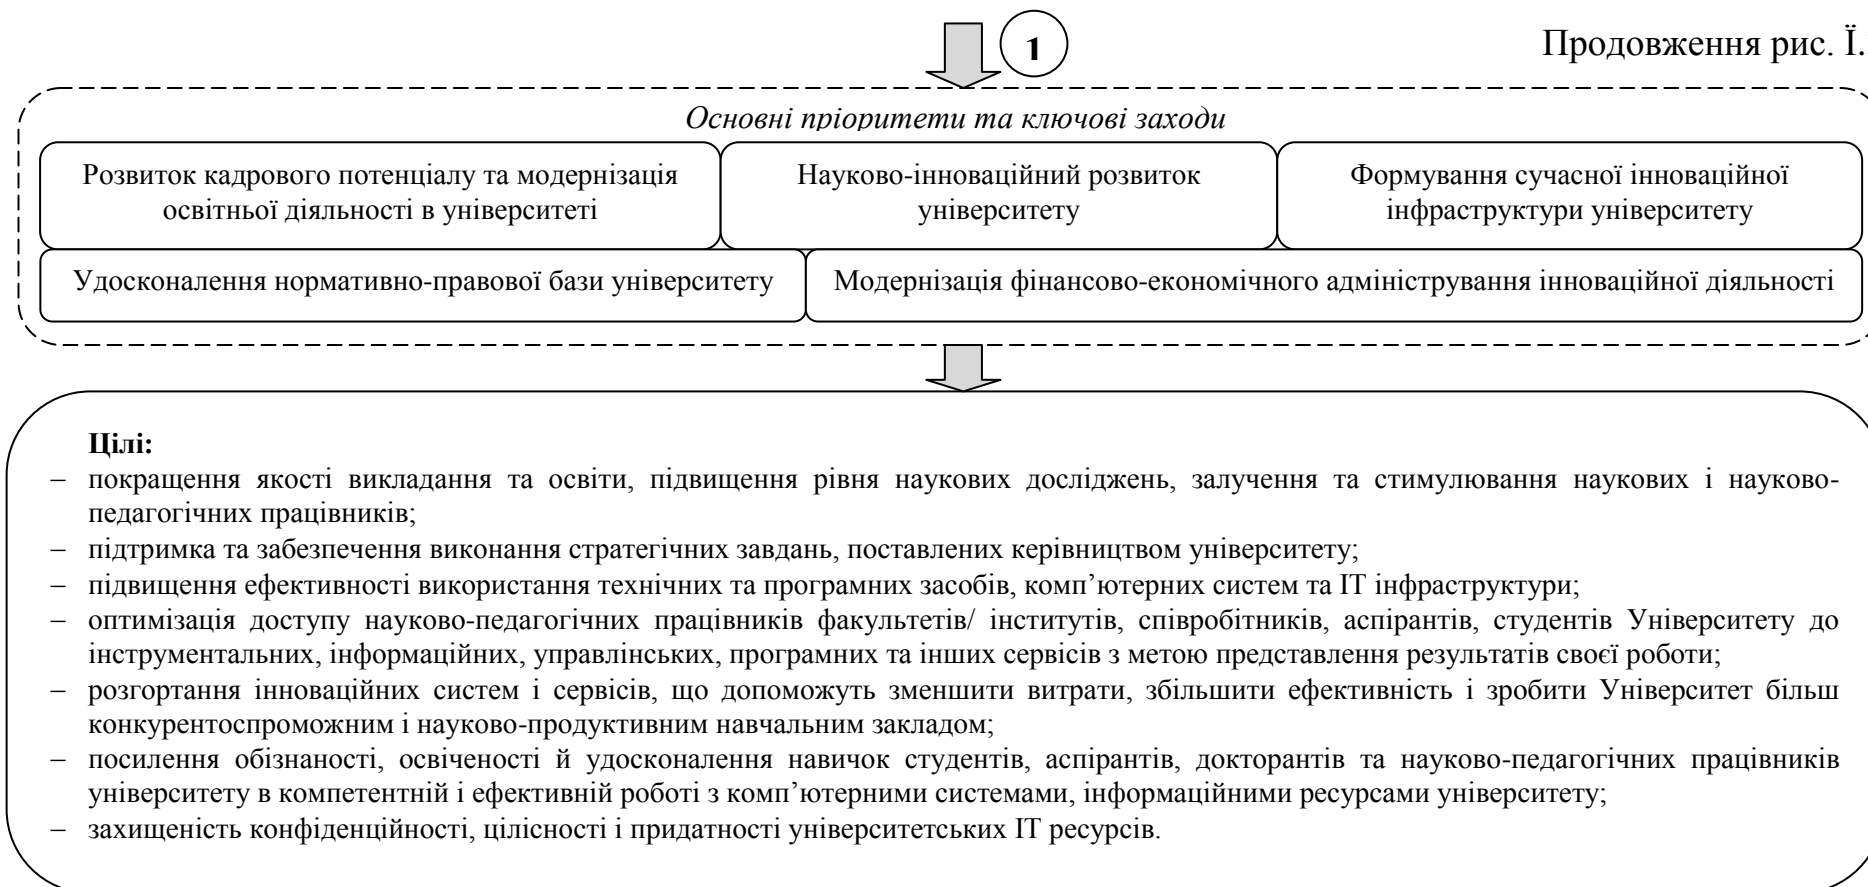 1
Продовження рис. Ї.
Основні пріоритети та ключові заходи
Розвиток кадрового потенціалу та модернізація
освітньої діяльності в університеті
Науково-інноваційний розвиток
університету
Формування сучасної інноваційної
інфраструктури університету
Удосконалення нормативно-правової бази університету
Модернізація фінансово-економічного адміністрування інноваційної діяльності
Цілі:
– покращення якості викладання та освіти, підвищення рівня наукових досліджень, залучення та стимулювання наукових і науково-
педагогічних працівників;
– підтримка та забезпечення виконання стратегічних завдань, поставлених керівництвом університету;
– підвищення ефективності використання технічних та програмних засобів, комп’ютерних систем та ІТ інфраструктури;
– оптимізація доступу науково-педагогічних працівників факультетів/ інститутів, співробітників, аспірантів, студентів Університету до
інструментальних, інформаційних, управлінських, програмних та інших сервісів з метою представлення результатів своєї роботи;
– розгортання інноваційних систем і сервісів, що допоможуть зменшити витрати, збільшити ефективність і зробити Університет більш
конкурентоспроможним і науково-продуктивним навчальним закладом;
– посилення обізнаності, освіченості й удосконалення навичок студентів, аспірантів, докторантів та науково-педагогічних працівників
університету в компетентній і ефективній роботі з комп’ютерними системами, інформаційними ресурсами університету;
– захищеність конфіденційності, цілісності і придатності університетських ІТ ресурсів.